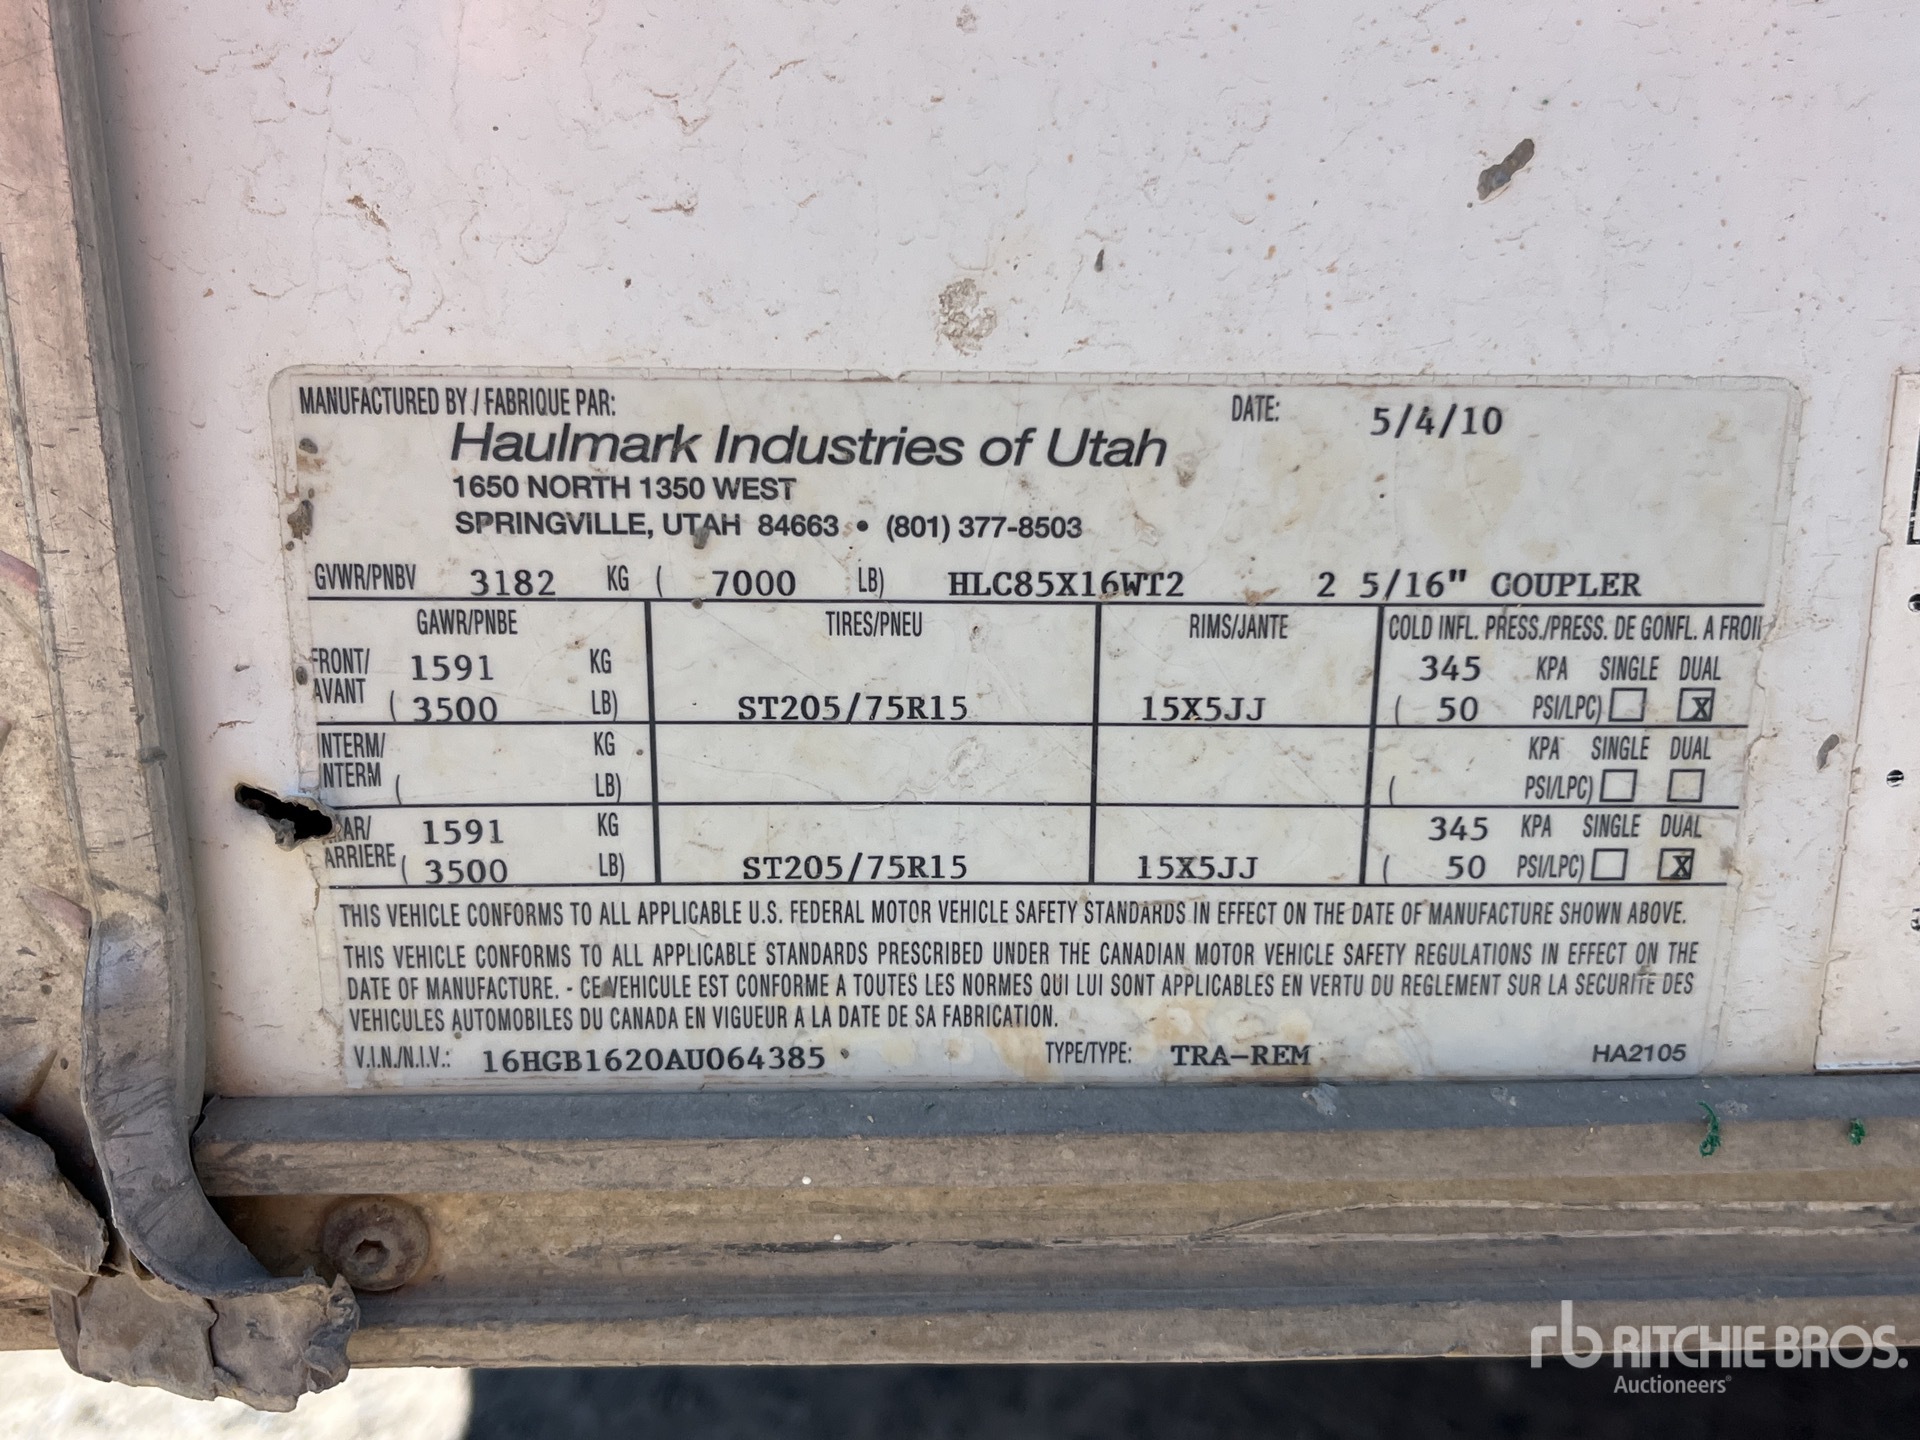 MANUFACTURED BY / FABRIQUE PAR: DATE: 5/4/10
Haulmark Industries of Utah
1650 NORTH 1350 WEST
SPRINGVILLE, UTAH 84663 • (801) 377-8503
GVWR/PNBV 3182 KG ( 7000 LB) HLC85X16WT2 2 5/16" COUPLER
GAWR/PNBE TIRES/PNEU RIMS/JANTE COLD INFL. PRESS./PRESS. DE GONFL. A FROI
FRONT/ 1591 KG 345 KPA SINGLE DUAL
AVANT ( 3500 LB) ST205/75R15 15X5JJ ( 50 PSI/LPC) X
INTERM/ KG KPA SINGLE DUAL
INTERM ( LB) ( PSI/LPC)
AR/ 1591 KG 345 KPA SINGLE DUAL
ARRIERE ( 3500 LB) ST205/75R15 15X5JJ ( 50 PSI/LPC) X
THIS VEHICLE CONFORMS TO ALL APPLICABLE U.S. FEDERAL MOTOR VEHICLE SAFETY STANDARDS IN EFFECT ON THE DATE OF MANUFACTURE SHOWN ABOVE.
THIS VEHICLE CONFORMS TO ALL APPLICABLE STANDARDS PRESCRIBED UNDER THE CANADIAN MOTOR VEHICLE SAFETY REGULATIONS IN EFFECT ON THE
DATE OF MANUFACTURE. - CE VEHICULE EST CONFORME A TOUTES LES NORMES QUI LUI SONT APPLICABLES EN VERTU DU REGLEMENT SUR LA SECURITE DES
VEHICULES AUTOMOBILES DU CANADA EN VIGUEUR A LA DATE DE SA FABRICATION.
V.I.N./N.I.V.: 16HGB1620AU064385 TYPE/TYPE: TRA-REM HA2105
rb RITCHIE BROS.
Auctioneers